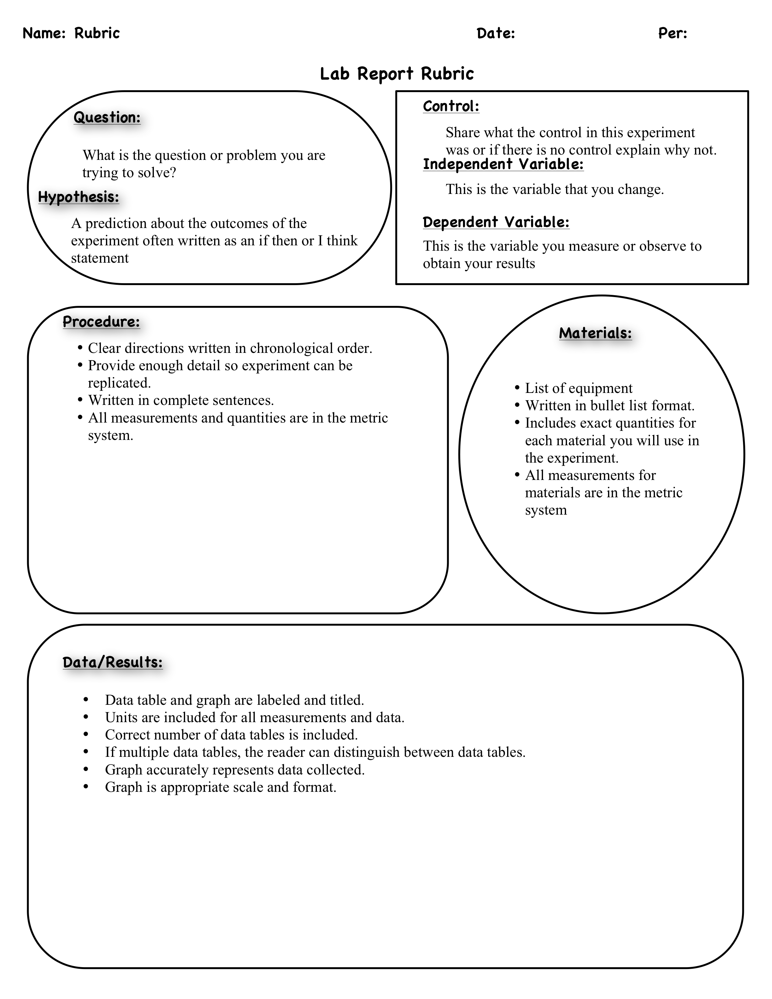 Name: Rubric Date: Per:
Lab Report Rubric
Question:
What is the question or problem you are
trying to solve?
Hypothesis:
A prediction about the outcomes of the
experiment often written as an if then or I think
statement
Control:
Share what the control in this experiment
was or if there is no control explain why not.
Independent Variable:
This is the variable that you change.
Dependent Variable:
This is the variable you measure or observe to
obtain your results
Procedure:
• Clear directions written in chronological order.
• Provide enough detail so experiment can be
replicated.
• Written in complete sentences.
• All measurements and quantities are in the metric
system.
Materials:
• List of equipment
• Written in bullet list format.
• Includes exact quantities for
each material you will use in
the experiment.
• All measurements for
materials are in the metric
system
Data/Results:
• Data table and graph are labeled and titled.
• Units are included for all measurements and data.
• Correct number of data tables is included.
• If multiple data tables, the reader can distinguish between data tables.
• Graph accurately represents data collected.
• Graph is appropriate scale and format.